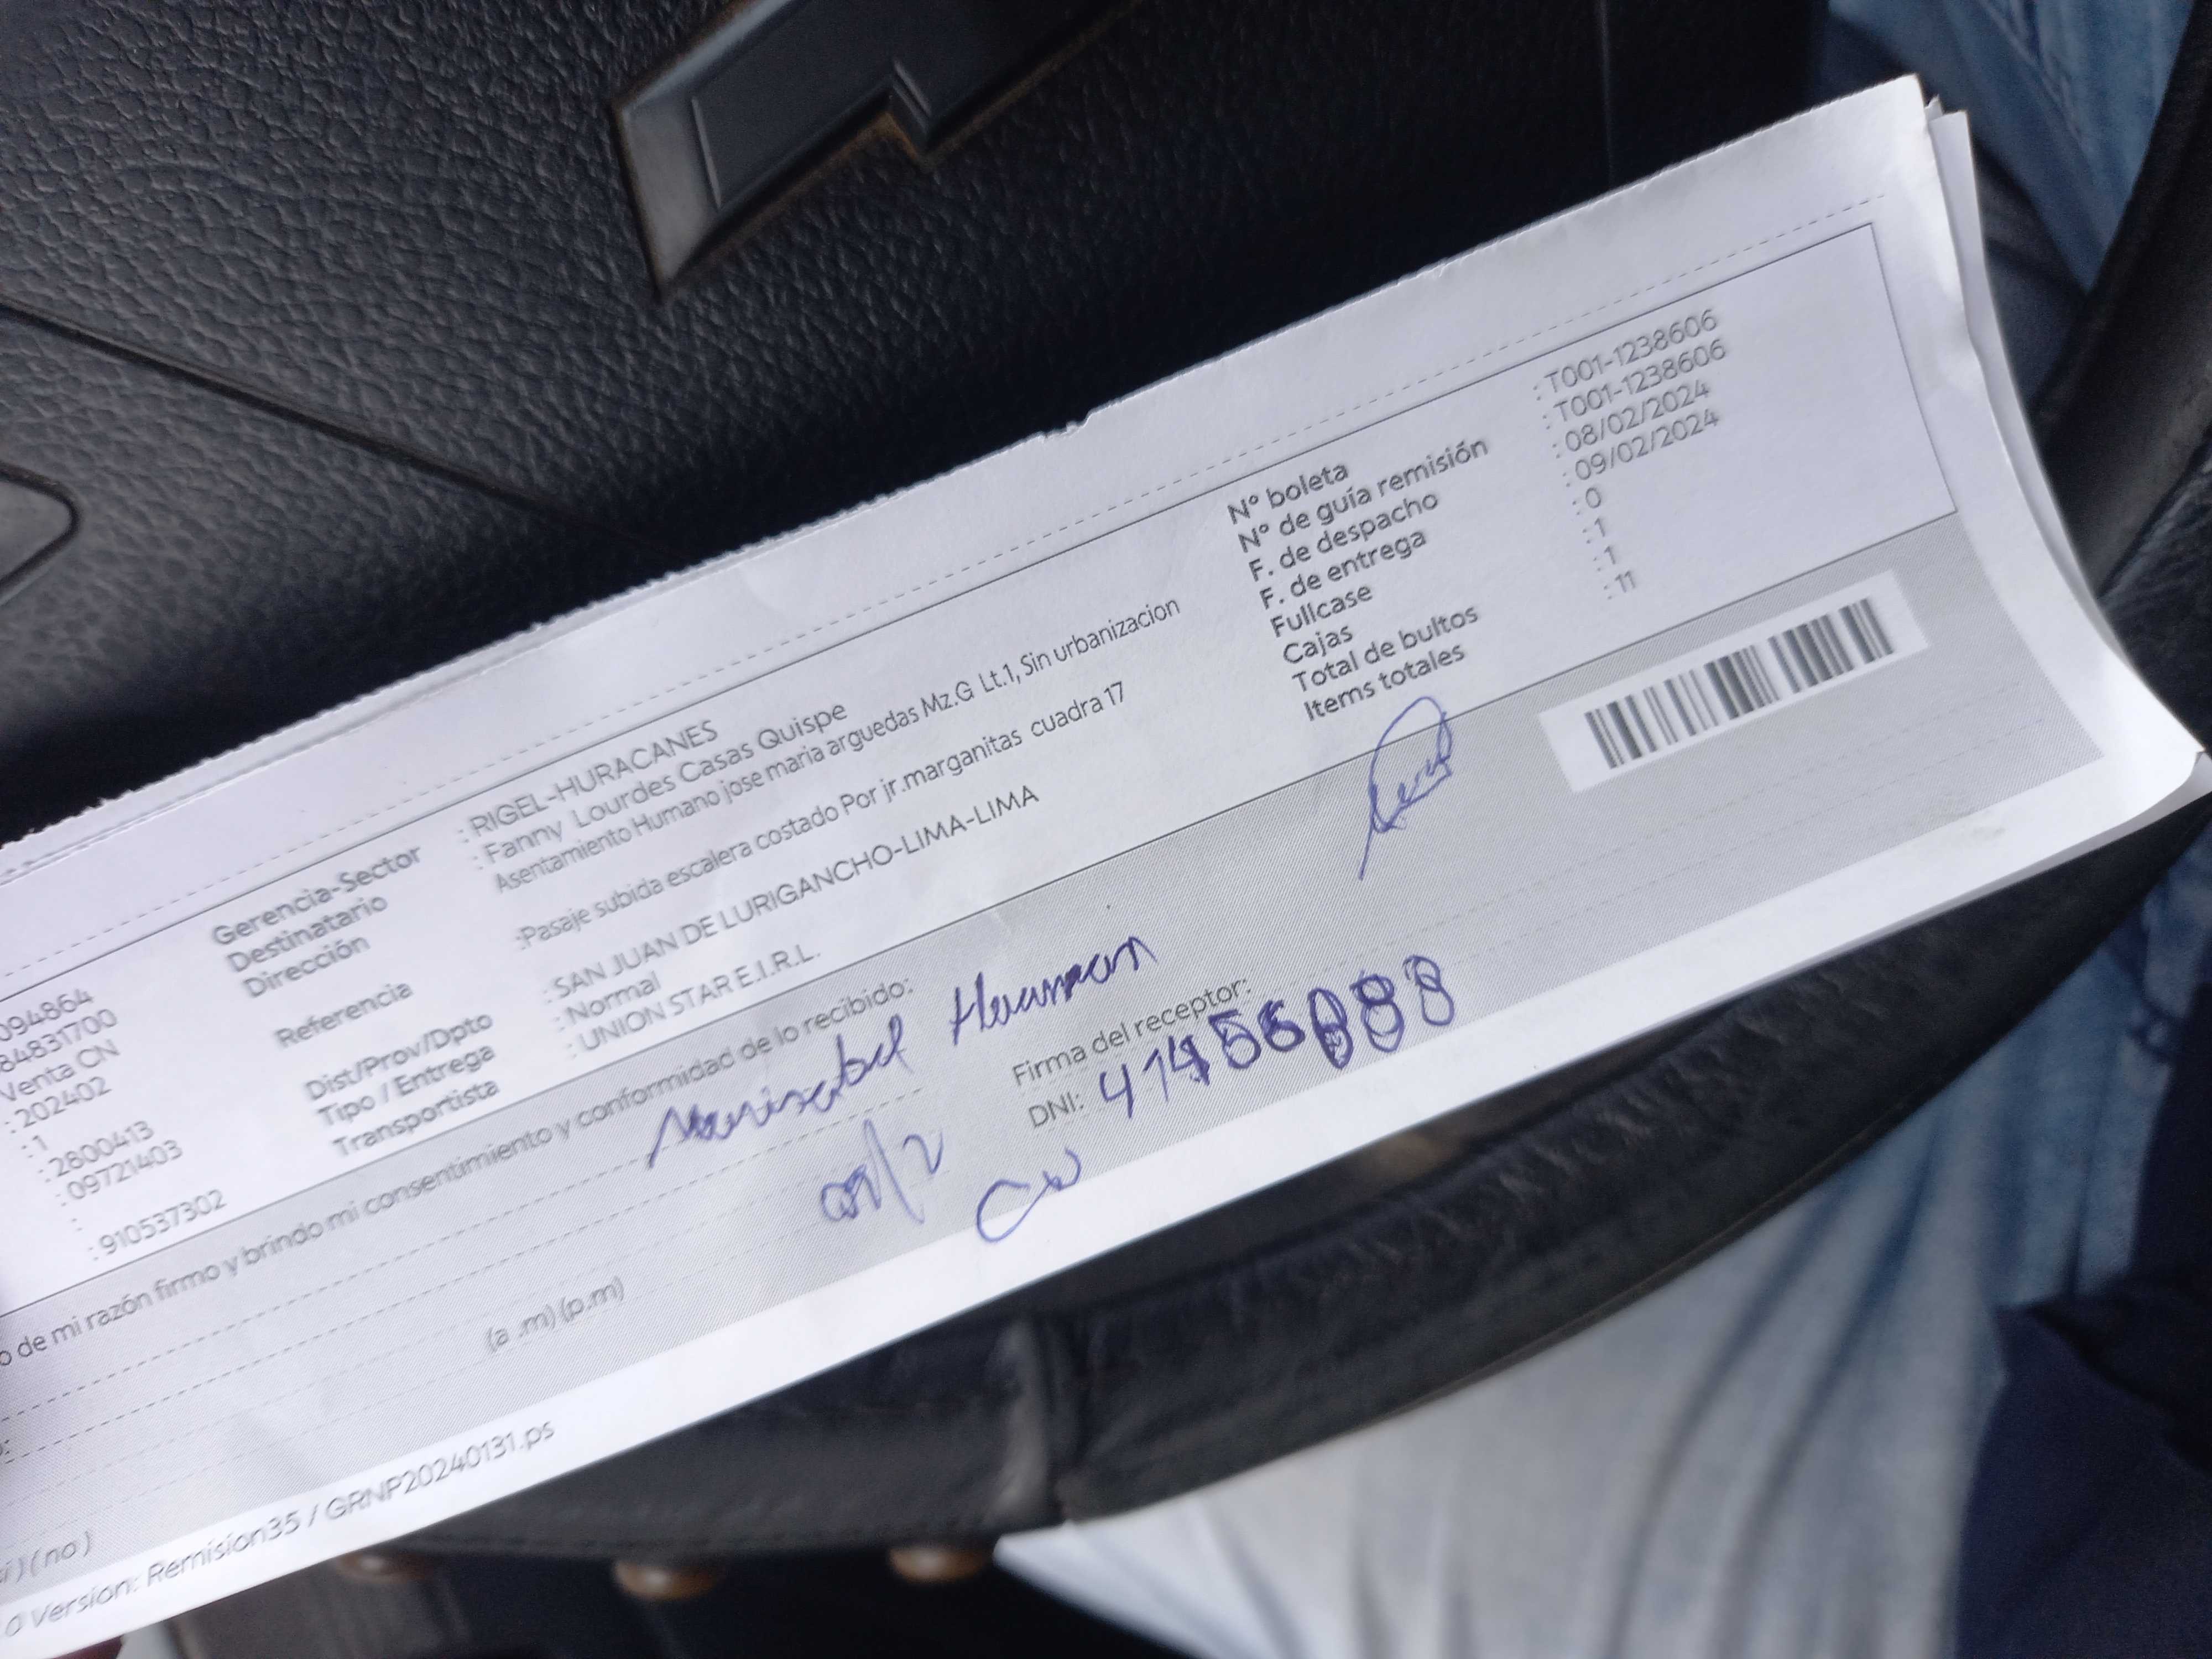 094864
84831700
Venta CN
: 202402
: 1
: 2800413
: 09721403
:
: 910537302
Gerencia-Sector : RIGEL-HURACANES
Destinatario : Fanny Lourdes Casas Quispe
Dirección Asentamiento Humano jose maria arguedas Mz.G Lt.1, Sin urbanizacion
Referencia :Pasaje subida escalera costado Por jr.marganitas cuadra 17
Dist/Prov/Dpto : SAN JUAN DE LURIGANCHO-LIMA-LIMA
Tipo / Entrega : Normal
Transportista : UNION STAR E.I.R.L.
N° boleta : T001-1238606
N° de guía remisión : T001-1238606
F. de despacho : 08/02/2024
F. de entrega : 09/02/2024
Fullcase : 0
Cajas : 1
Total de bultos : 1
Items totales : 11
o de mi razón firmo y brindo mi consentimiento y conformidad de lo recibido:
Marisabel Huaman
Firma del receptor:
DNI:
(a .m) (p.m)
) ( no )
Version: Remision35 / GRNP20240131.ps